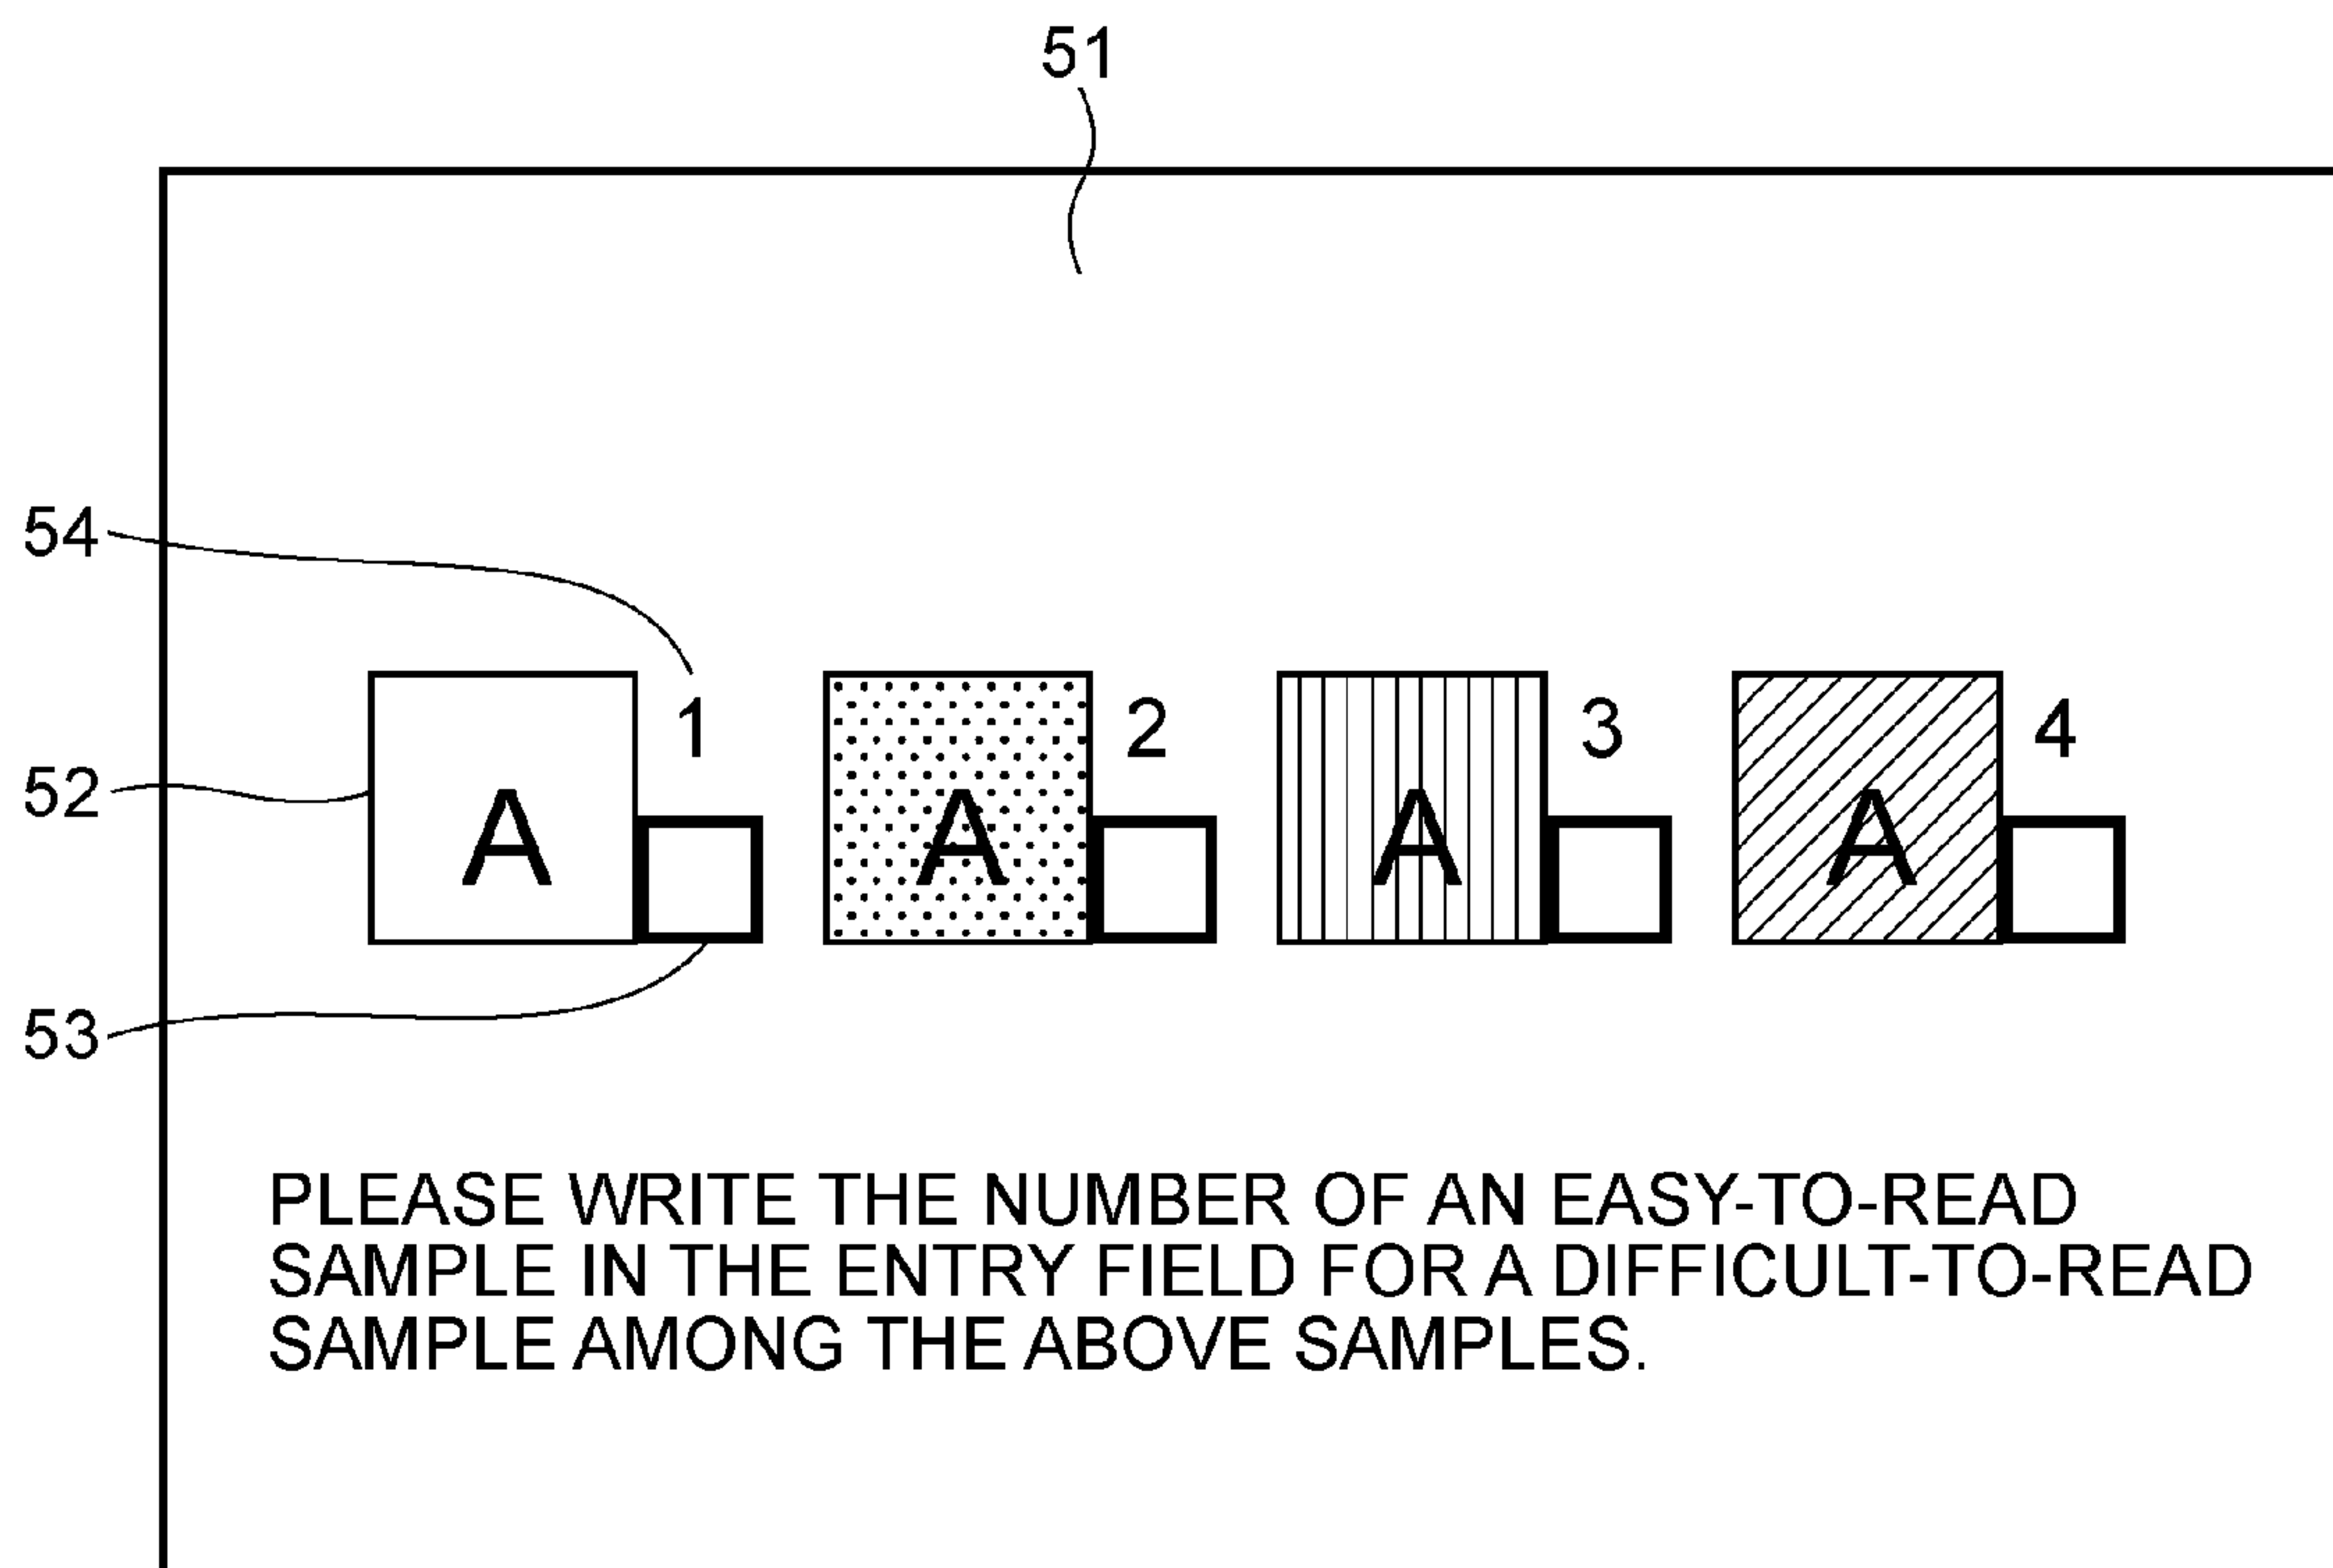 51
54
1 2 3 4
52
A A A A
53
PLEASE WRITE THE NUMBER OF AN EASY-TO-READ
SAMPLE IN THE ENTRY FIELD FOR A DIFFICULT-TO-READ
SAMPLE AMONG THE ABOVE SAMPLES.